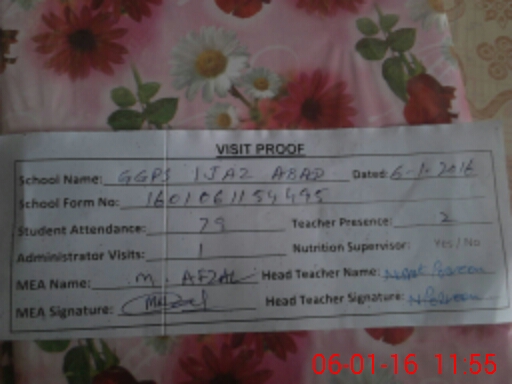 VISIT PROOF
School Name: GGPS IJAZ ABAD Dated: 6-1-2016
School Form No: 1601061154495
Student Attendance: 79 Teacher Presence: 2
Administrator Visits: 1 Nutrition Supervisor: Yes / No
MEA Name: M. AFZAL Head Teacher Name:
MEA Signature: Head Teacher Signature:
06-01-16 11:55